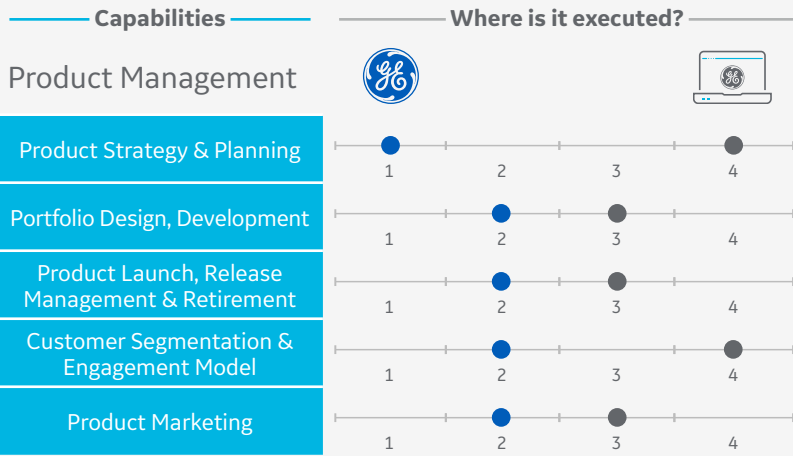 Capabilities
Where is it executed?
Product Management
GE
GE
Product Strategy & Planning
1 2 3 4
Portfolio Design, Development
1 2 3 4
Product Launch, Release
Management & Retirement
1 2 3 4
Customer Segmentation &
Engagement Model
1 2 3 4
Product Marketing
1 2 3 4